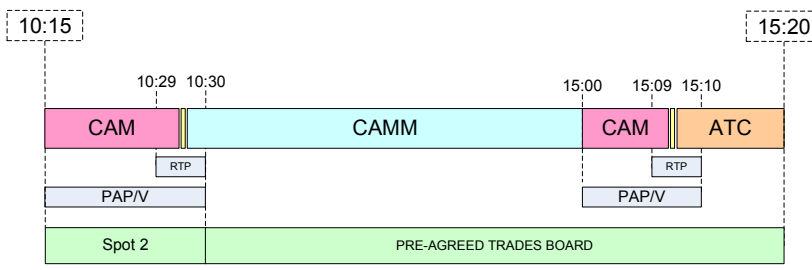 10:15
15:20
10:29 10:30
15:00
15:09 15:10
CAM
CAMM
CAM
ATC
RTP
RTP
PAP/V
PAP/V
Spot 2
PRE-AGREED TRADES BOARD